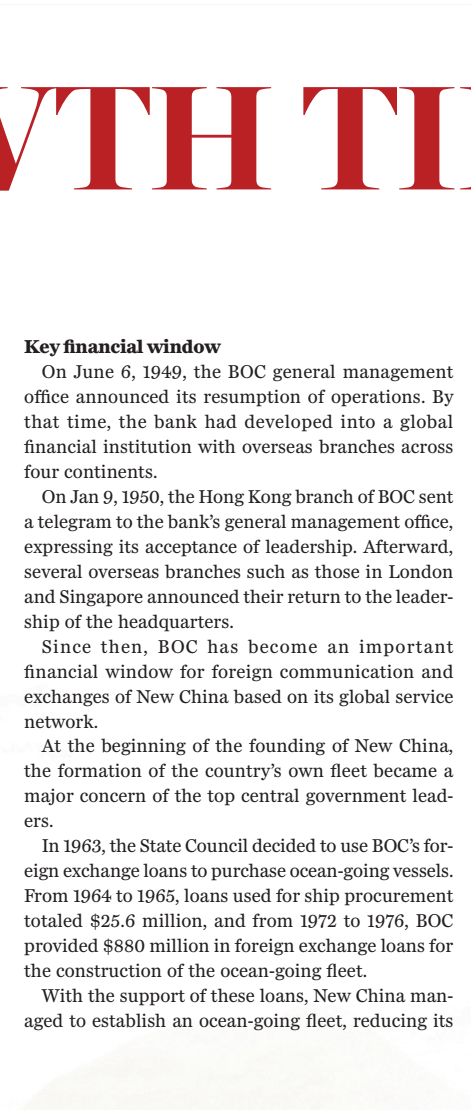 WTH TI
Key financial window
On June 6, 1949, the BOC general management
office announced its resumption of operations. By
that time, the bank had developed into a global
financial institution with overseas branches across
four continents.
On Jan 9, 1950, the Hong Kong branch of BOC sent
a telegram to the bank’s general management office,
expressing its acceptance of leadership. Afterward,
several overseas branches such as those in London
and Singapore announced their return to the leader-
ship of the headquarters.
Since then, BOC has become an important
financial window for foreign communication and
exchanges of New China based on its global service
network.
At the beginning of the founding of New China,
the formation of the country’s own fleet became a
major concern of the top central government lead-
ers.
In 1963, the State Council decided to use BOC’s for-
eign exchange loans to purchase ocean-going vessels.
From 1964 to 1965, loans used for ship procurement
totaled $25.6 million, and from 1972 to 1976, BOC
provided $880 million in foreign exchange loans for
the construction of the ocean-going fleet.
With the support of these loans, New China man-
aged to establish an ocean-going fleet, reducing its